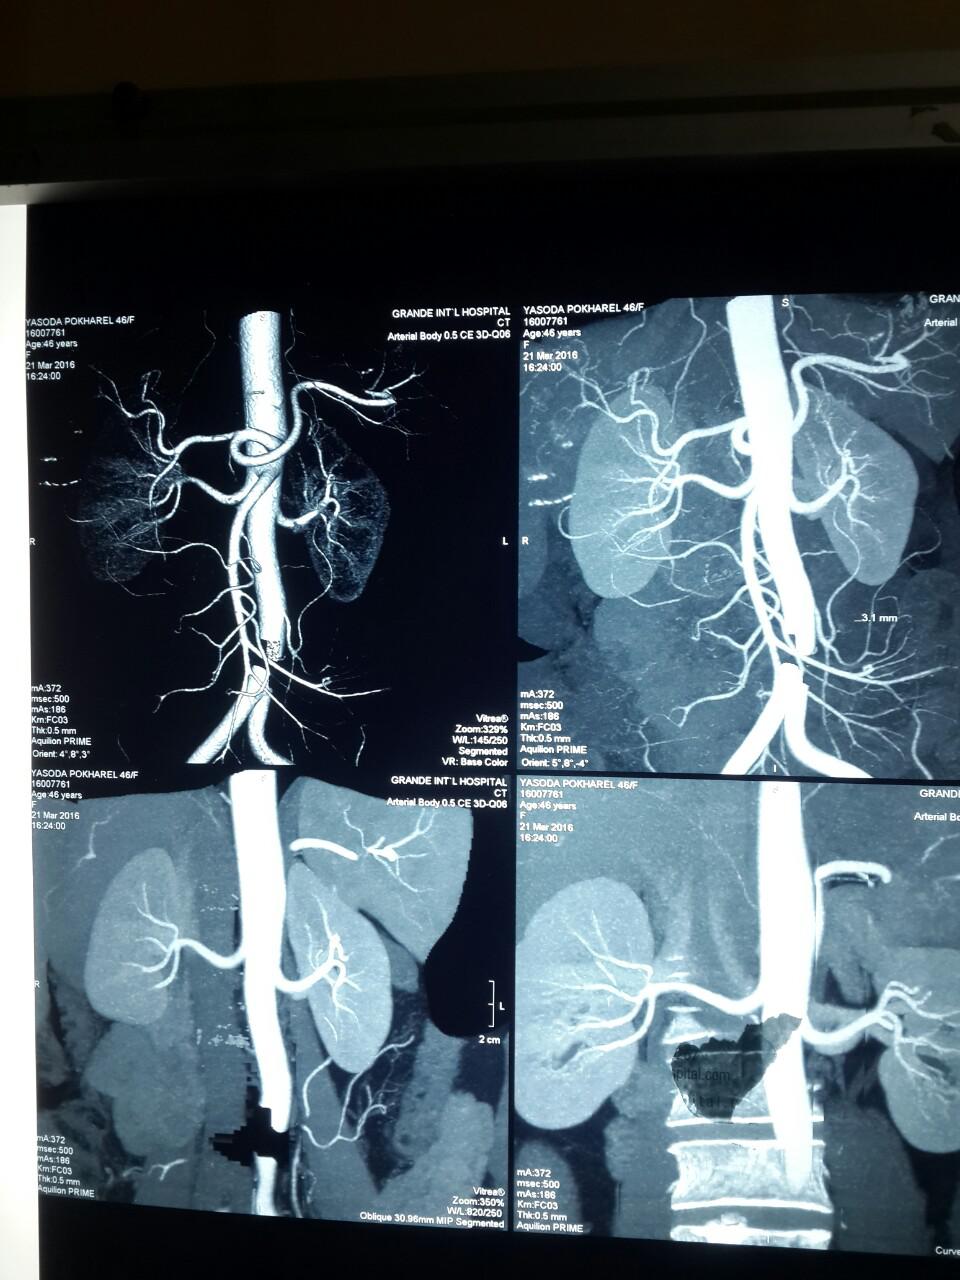 YASODA POKHAREL 46/F
16007761
Age:46 years
F
21 Mar 2016
16:24:00
GRANDE INT`L HOSPITAL
CT
Arterial Body 0.5 CE 3D-Q06
R
L
mA:372
msec:500
mAs:186
Km:FC03
Thk:0.5 mm
Aquilion PRIME
Orient: 4°,8°,3°
Vitrea®
Zoom:329%
W/L:145/250
Segmented
VR: Base Color
YASODA POKHAREL 46/F
16007761
Age:46 years
F
21 Mar 2016
16:24:00
S
GRAN
Arterial
R
3.1 mm
mA:372
msec:500
mAs:186
Km:FC03
Thk:0.5 mm
Aquilion PRIME
Orient: 5°,8°,-4°
I
YASODA POKHAREL 46/F
16007761
Age:46 years
F
21 Mar 2016
16:24:00
GRANDE INT`L HOSPITAL
CT
Arterial Body 0.5 CE 3D-Q06
R
L
2 cm
mA:372
msec:500
mAs:186
Km:FC03
Thk:0.5 mm
Aquilion PRIME
Vitrea®
Zoom:350%
W/L:820/250
Oblique 30.96mm MIP Segmented
YASODA POKHAREL 46/F
16007761
Age:46 years
F
21 Mar 2016
16:24:00
S
GRAND
Arterial Bo
pital.com
mA:372
msec:500
mAs:186
Km:FC03
Thk:0.5 mm
Aquilion PRIME
I
Curve